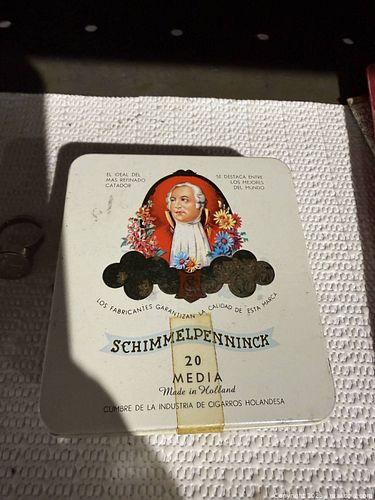 EL IDEAL DEL
MAS REFINADO
CATADOR
SE DESTACA ENTRE
LOS MEJORES
DEL MUNDO
LOS FABRICANTES GARANTIZAN LA CALIDAD DE ESTA MARCA
SCHIMMELPENNINCK
20
MEDIA
Made in Holland
CUMBRE DE LA INDUSTRIA DE CIGARROS HOLANDESA